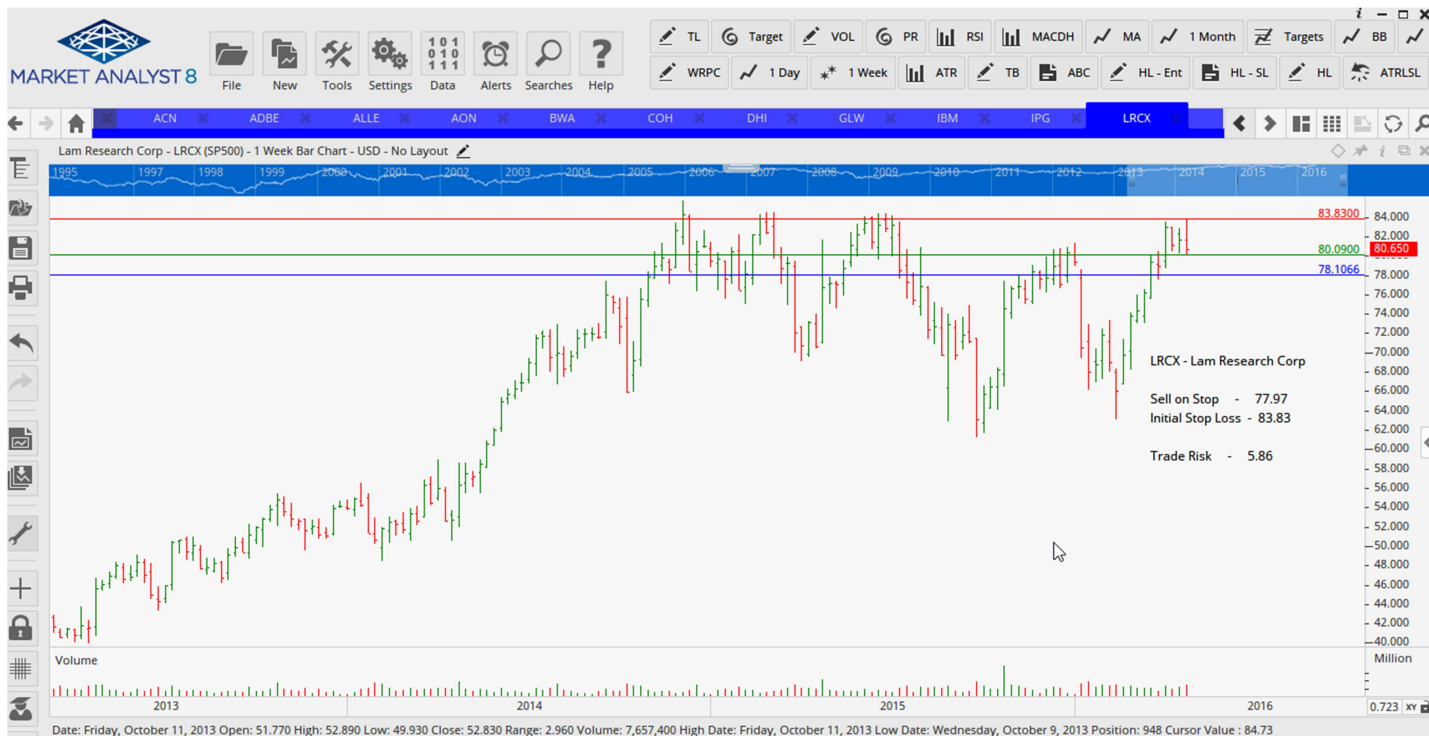 i
TL Target VOL PR RSI MACDH MA 1 Month Targets BB
101
010
111
MARKET ANALYST 8
File New Tools Settings Data Alerts Searches Help
WRPC 1 Day 1 Week ATR TB ABC HL - Ent HL - SL HL ATRLSL
ACN ADBE ALLE AON BWA COH DHI GLW IBM IPG LRCX
Lam Research Corp - LRCX (SP500) - 1 Week Bar Chart - USD - No Layout
1995 1997 1998 1999 2000 2001 2002 2003 2004 2005 2006 2007 2008 2009 2010 2011 2012 2013 2014 2015 2016
83.8300
84.000
82.000
80.0900
80.650
78.1066
78.000
76.000
74.000
72.000
70.000
LRCX - Lam Research Corp
68.000
66.000
Sell on Stop - 77.97
64.000
Initial Stop Loss - 83.83
62.000
60.000
Trade Risk - 5.86
58.000
56.000
54.000
52.000
50.000
48.000
46.000
44.000
42.000
40.000
Volume
Million
2013 2014 2015 2016
0.723 XY
Date: Friday, October 11, 2013 Open: 51.770 High: 52.890 Low: 49.930 Close: 52.830 Range: 2.960 Volume: 7,657,400 High Date: Friday, October 11, 2013 Low Date: Wednesday, October 9, 2013 Position: 948 Cursor Value : 84.73